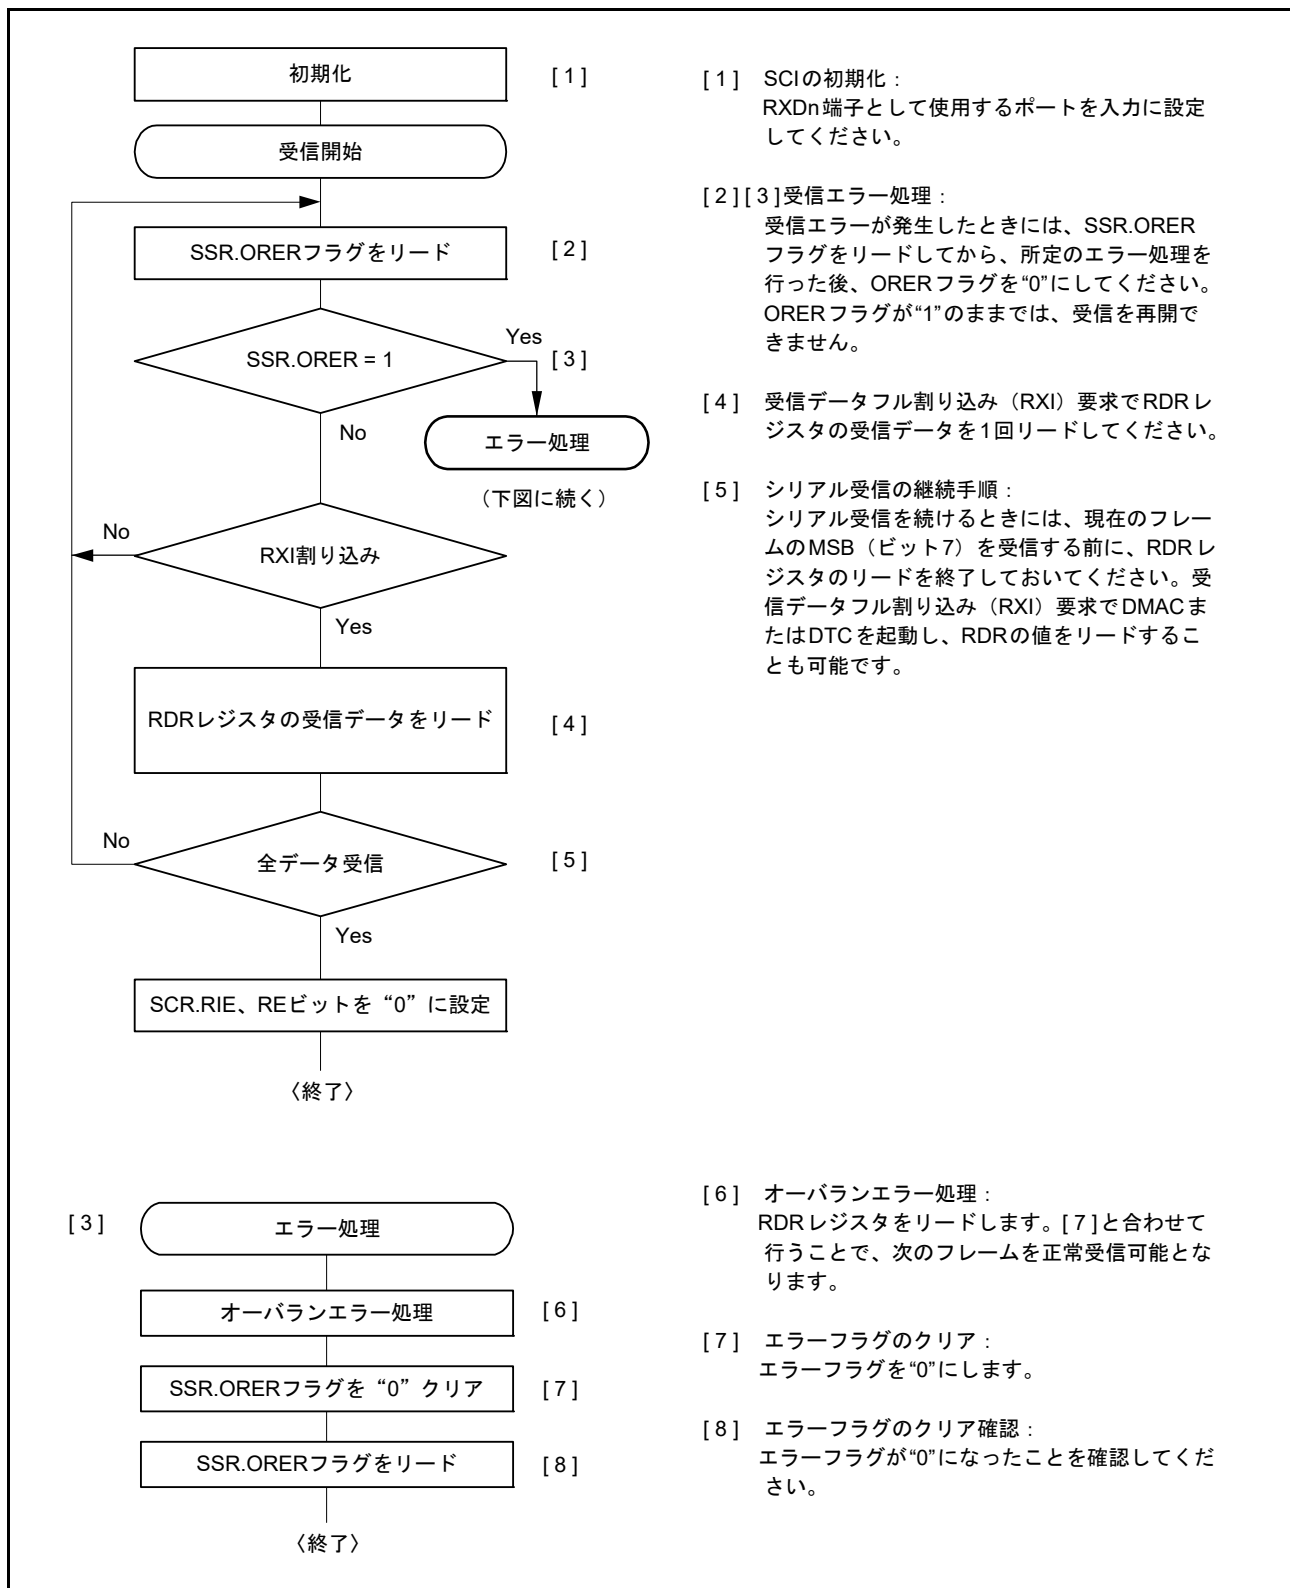 初期化
[ 1 ]
受信開始
SSR.ORERフラグをリード
[ 2 ]
SSR.ORER = 1
Yes
[ 3 ]
No
エラー処理
（下図に続く）
No
RXI割り込み
Yes
RDRレジスタの受信データをリード
[ 4 ]
No
全データ受信
[ 5 ]
Yes
SCR.RIE、REビットを“0”に設定
〈終了〉
[ 1 ] SCIの初期化：
RXDn端子として使用するポートを入力に設定
してください。
[ 2 ] [ 3 ]受信エラー処理：
受信エラーが発生したときには、SSR.ORER
フラグをリードしてから、所定のエラー処理を
行った後、ORERフラグを“0”にしてください。
ORERフラグが“1”のままでは、受信を再開で
きません。
[ 4 ] 受信データフル割り込み（RXI）要求でRDRレ
ジスタの受信データを1回リードしてください。
[ 5 ] シリアル受信の継続手順：
シリアル受信を続けるときには、現在のフレー
ムのMSB（ビット7）を受信する前に、RDRレ
ジスタのリードを終了しておいてください。受
信データフル割り込み（RXI）要求でDMACま
たはDTCを起動し、RDRの値をリードするこ
とも可能です。
[ 3 ]
エラー処理
オーバランエラー処理
[ 6 ]
SSR.ORERフラグを“0”クリア
[ 7 ]
SSR.ORERフラグをリード
[ 8 ]
〈終了〉
[ 6 ] オーバランエラー処理：
RDRレジスタをリードします。[ 7 ]と合わせて
行うことで、次のフレームを正常受信可能とな
ります。
[ 7 ] エラーフラグのクリア：
エラーフラグを“0”にします。
[ 8 ] エラーフラグのクリア確認：
エラーフラグが“0”になったことを確認してくだ
さい。